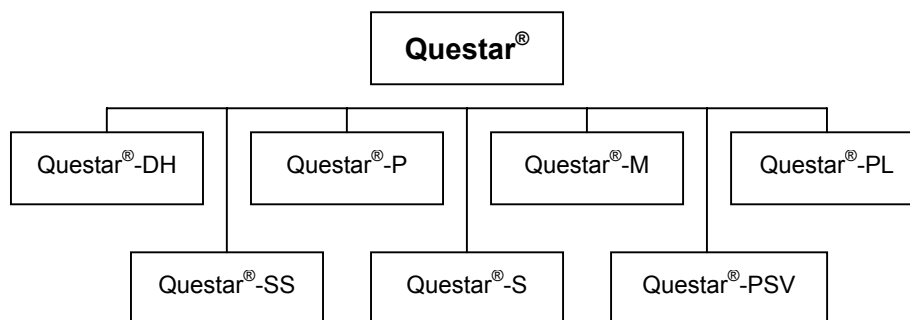 Questar®
Questar®-DH
Questar®-P
Questar®-M
Questar®-PL
Questar®-SS
Questar®-S
Questar®-PSV